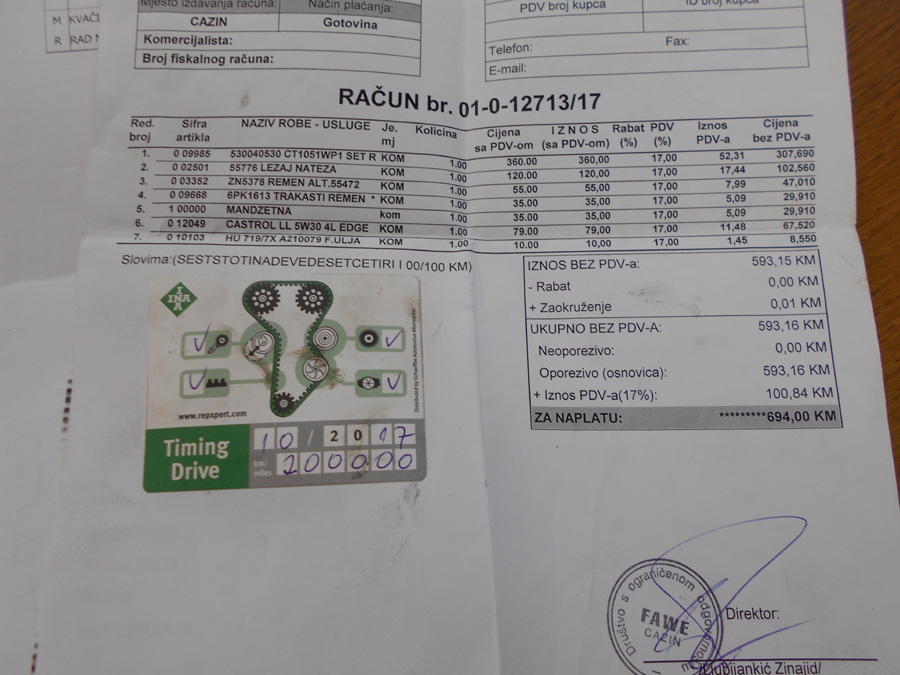 Mjesto izdavanja računa:
Način plaćanja:
CAZIN
Gotovina
Komercijalista:
Broj fiskalnog računa:
PDV broj kupca
ID broj kupca
Telefon:
Fax:
E-mail:
M KVAČI
R RAD
RAČUN br. 01-0-12713/17
Red. broj Sifra artikla NAZIV ROBE - USLUGE Je. mj Kolicina Cijena sa PDV-om IZNOS (sa PDV-om) Rabat (%) PDV (%) Iznos PDV-a Cijena bez PDV-a
1. 0 09985 530040530 CT1051WP1 SET R KOM 1.00 360.00 360,00 17,00 52,31 307,690
2. 0 02501 55776 LEZAJ NATEZA KOM 1.00 120.00 120,00 17,00 17,44 102,560
3. 0 03352 ZN5378 REMEN ALT.55472 KOM 1.00 55.00 55,00 17,00 7,99 47,010
4. 0 09668 6PK1613 TRAKASTI REMEN * KOM 1.00 35.00 35,00 17,00 5,09 29,910
5. 1 00000 MANDZETNA kom 1.00 35.00 35,00 17,00 5,09 29,910
6. 0 12049 CASTROL LL 5W30 4L EDGE KOM 1.00 79.00 79,00 17,00 11,48 67,520
7. 0 10103 HU 719/7X A210079 F.ULJA KOM 1.00 10.00 10,00 17,00 1,45 8,550
Slovima:(SESTSTOTINADEVEDESETCETIRI I 00/100 KM)
IZNOS BEZ PDV-a: 593,15 KM
- Rabat 0,00 KM
+ Zaokruženje 0,01 KM
UKUPNO BEZ PDV-A: 593,16 KM
Neoporezivo: 0,00 KM
Oporezivo (osnovica): 593,16 KM
+ Iznos PDV-a(17%): 100,84 KM
ZA NAPLATU: *********694,00 KM
INA
www.repxpert.com
Distributed by Schaeffler Automotive Aftermarket
Timing Drive
10 / 2017
km/ miles 200000
Društvo s ograničenom odgovornošću
FAWE
CAZIN
Direktor:
/Ljubijankić Zinajid/